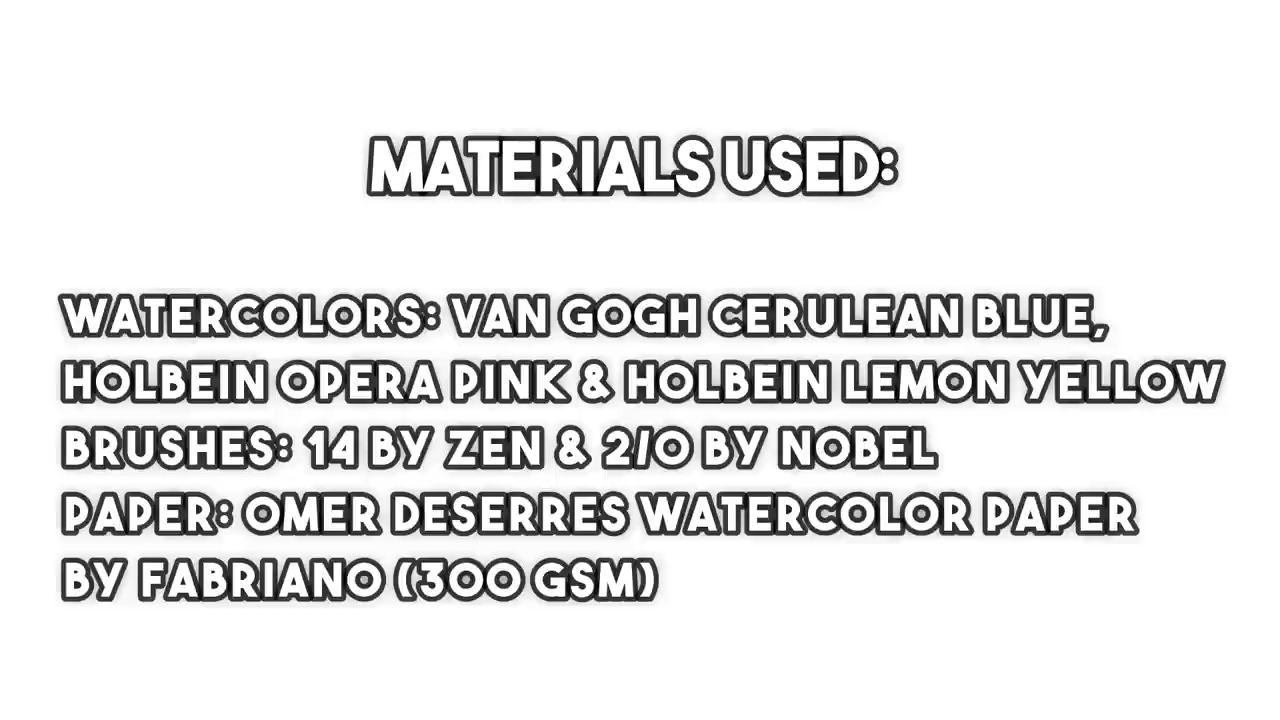 MATERIALS USED:
WATERCOLORS: VAN GOGH CERULEAN BLUE,
HOLBEIN OPERA PINK & HOLBEIN LEMON YELLOW
BRUSHES: 14 BY ZEN & 2/0 BY NOBEL
PAPER: OMER DESERRES WATERCOLOR PAPER
BY FABRIANO (300 GSM)